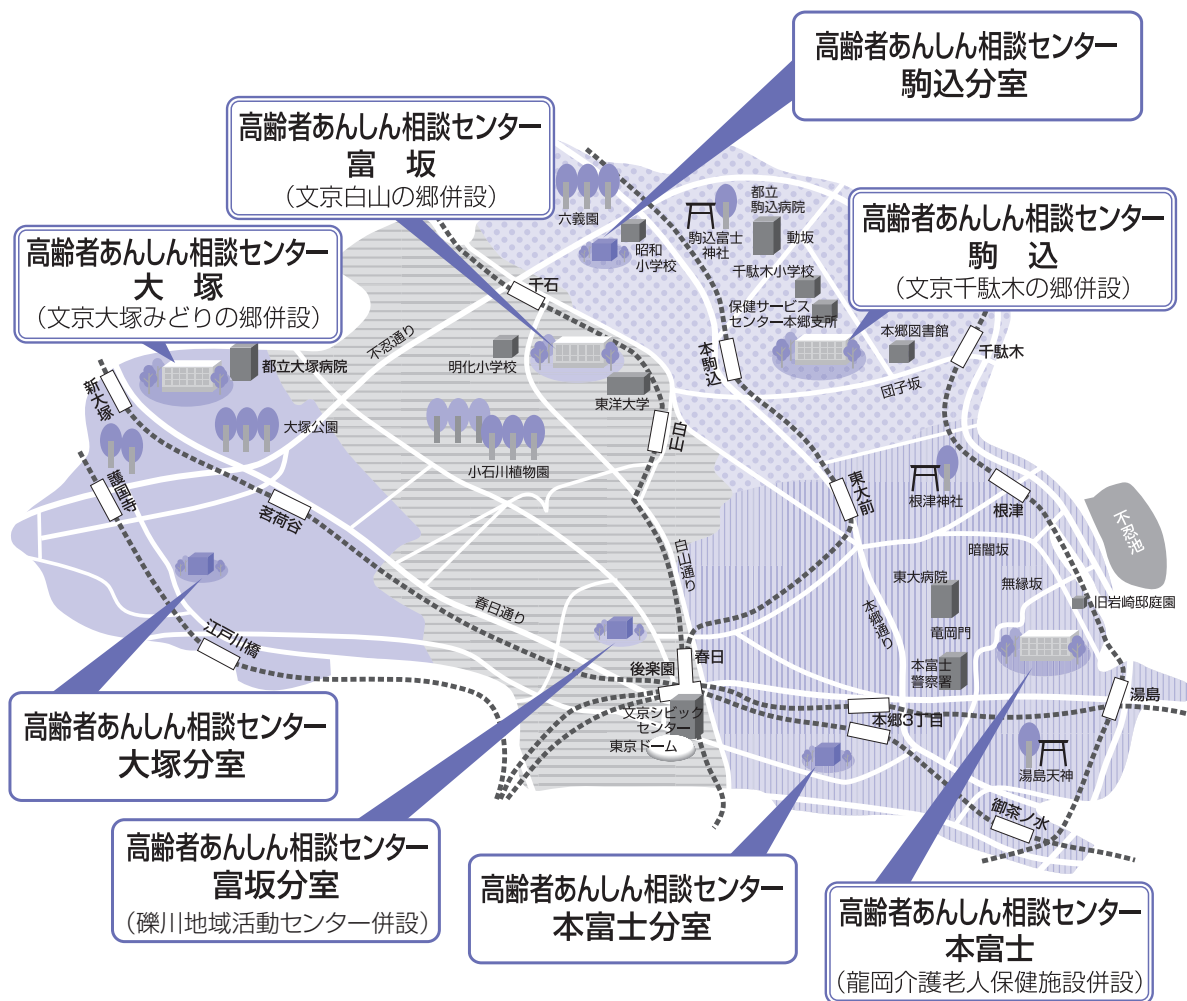 高齢者あんしん相談センター
駒込分室
高齢者あんしん相談センター
富　坂
（文京白山の郷併設）
高齢者あんしん相談センター
駒　込
（文京千駄木の郷併設）
高齢者あんしん相談センター
大　塚
（文京大塚みどりの郷併設）
六義園
昭和
小学校
駒込富士
神社
都立
駒込病院
動坂
千駄木小学校
保健サービス
センター本郷支所
本郷図書館
千駄木
団子坂
千石
不忍通り
明化小学校
東洋大学
本駒込
白山
都立大塚病院
新大塚
大塚公園
小石川植物園
護国寺
茗荷谷
東大前
根津神社
根津
不忍池
暗闇坂
白山通り
東大病院
無縁坂
旧岩崎邸庭園
春日通り
本郷通り
竜岡門
江戸川橋
後楽園
春日
本富士
警察署
湯島
文京シビック
センター
本郷3丁目
東京ドーム
湯島天神
御茶ノ水
高齢者あんしん相談センター
大塚分室
高齢者あんしん相談センター
富坂分室
（礫川地域活動センター併設）
高齢者あんしん相談センター
本富士分室
高齢者あんしん相談センター
本富士
（龍岡介護老人保健施設併設）